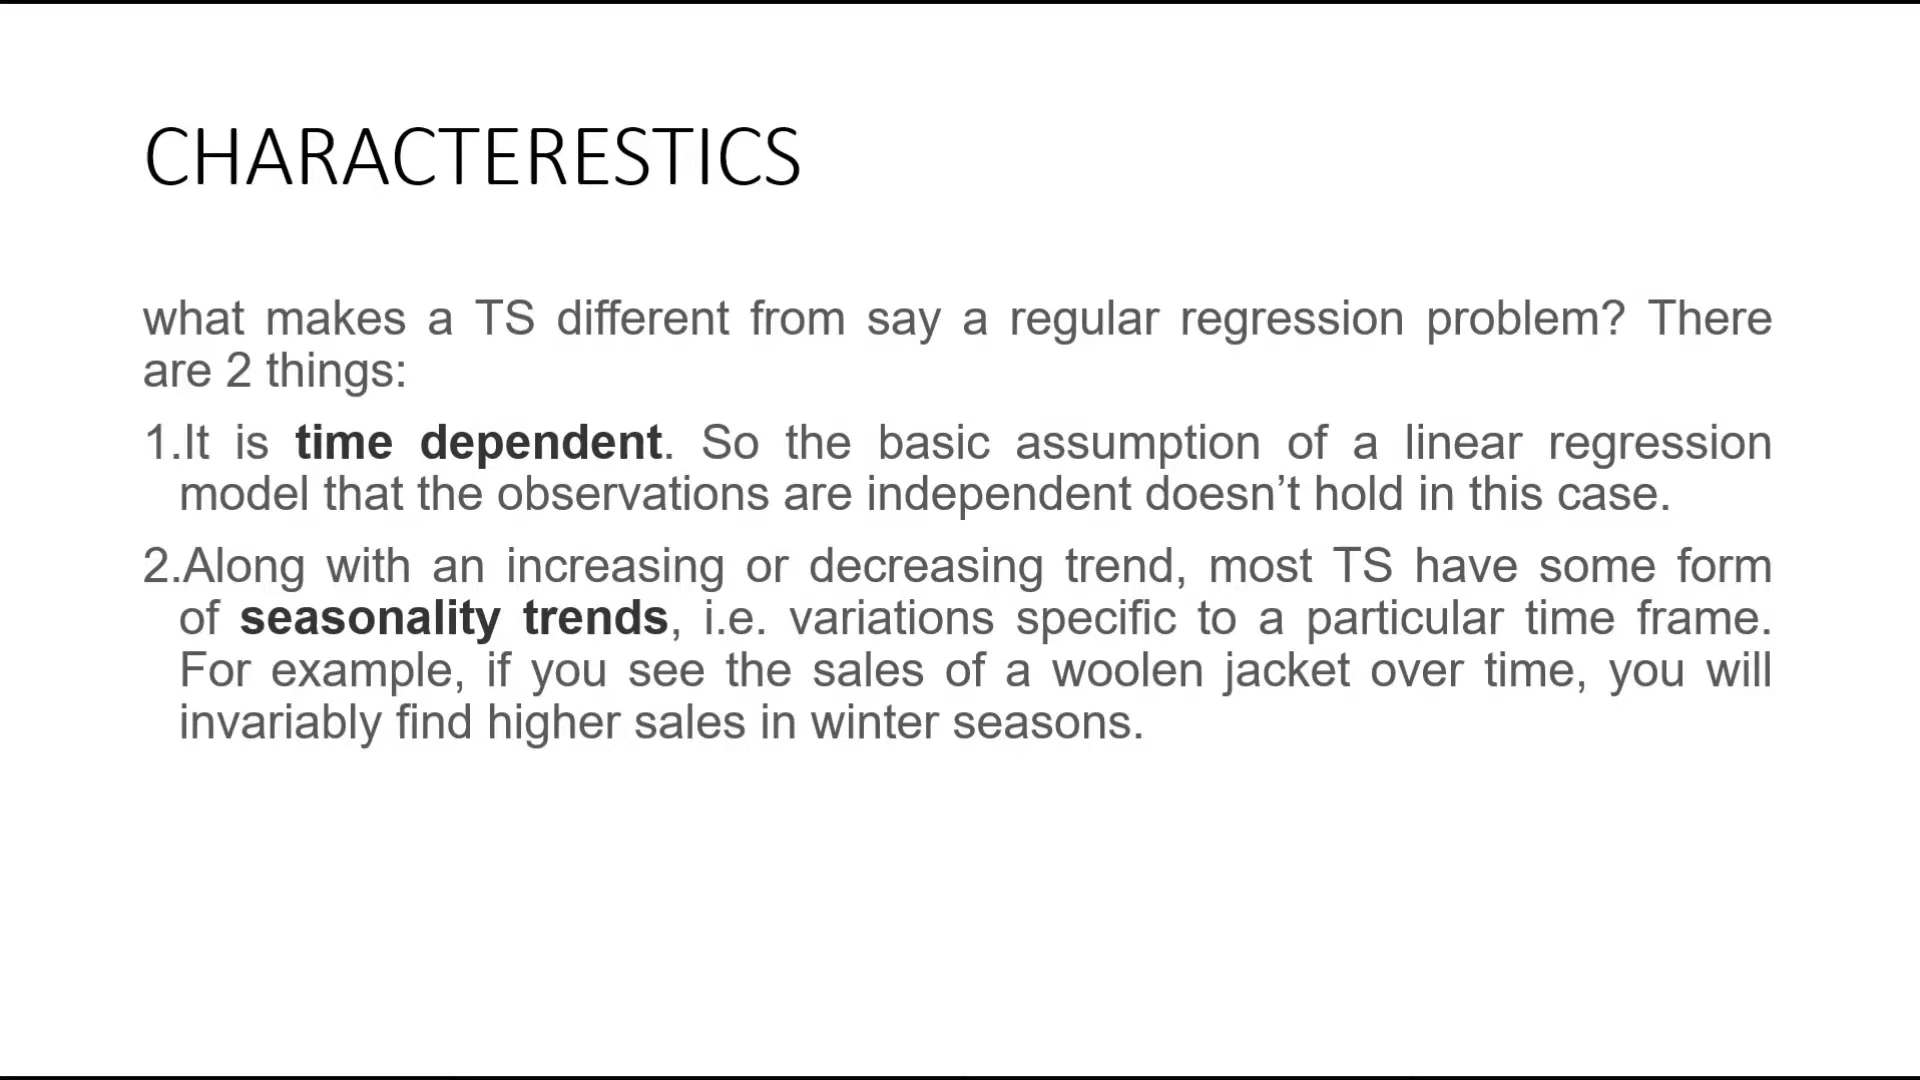 CHARACTERESTICS
what makes a TS different from say a regular regression problem? There
are 2 things:
1.It is time dependent. So the basic assumption of a linear regression
model that the observations are independent doesn’t hold in this case.
2.Along with an increasing or decreasing trend, most TS have some form
of seasonality trends, i.e. variations specific to a particular time frame.
For example, if you see the sales of a woolen jacket over time, you will
invariably find higher sales in winter seasons.